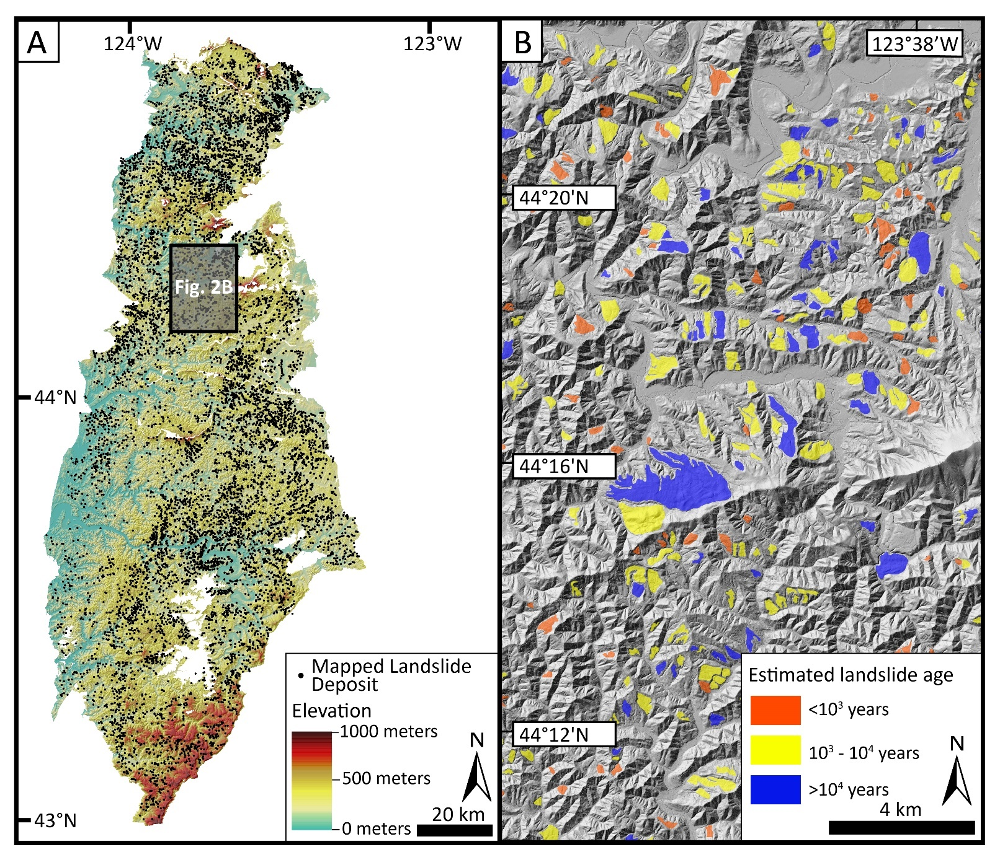 A
124°W
123°W
Fig. 2B
44°N
43°N
Mapped Landslide
Deposit
Elevation
1000 meters
500 meters
0 meters
N
20 km
B
123°38’W
44°20'N
44°16'N
44°12'N
Estimated landslide age
<10³ years
10³ - 10⁴ years
>10⁴ years
N
4 km